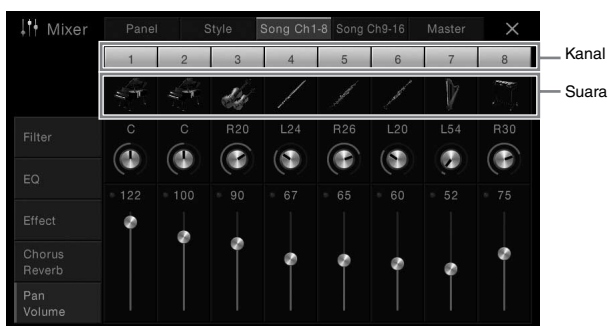 Mixer
Panel Style Song Ch1-8 Song Ch9-16 Master ×
1 2 3 4 5 6 7 8
Kanal
Suara
Filter
EQ
Effect
Chorus
Reverb
Pan
Volume
C C R20 L24 R26 L20 L54 R30
122 100 90 67 65 60 52 75